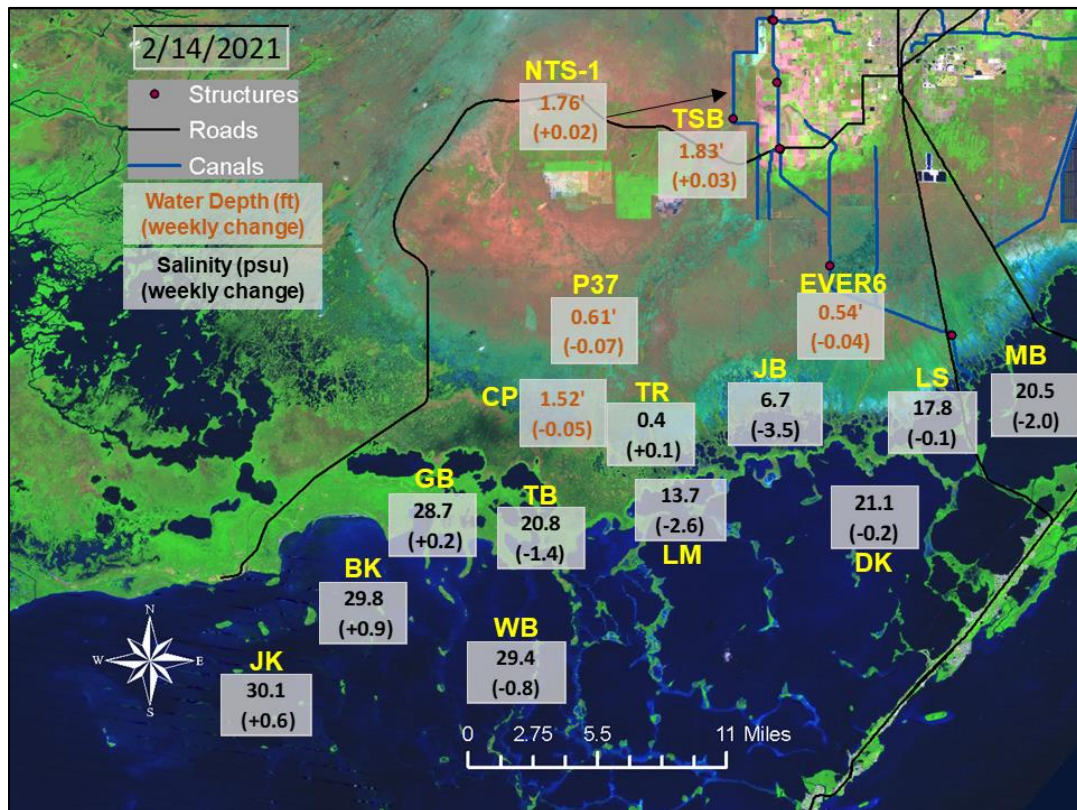 2/14/2021
Structures
Roads
Canals
Water Depth (ft)
(weekly change)
Salinity (psu)
(weekly change)
NTS-1
1.76'
(+0.02)
TSB
1.83'
(+0.03)
P37
0.61'
(-0.07)
EVER6
0.54'
(-0.04)
CP
1.52'
(-0.05)
TR
0.4
(+0.1)
JB
6.7
(-3.5)
LS
17.8
(-0.1)
MB
20.5
(-2.0)
GB
28.7
(+0.2)
TB
20.8
(-1.4)
13.7
(-2.6)
LM
21.1
(-0.2)
DK
BK
29.8
(+0.9)
WB
29.4
(-0.8)
JK
30.1
(+0.6)
N
W E
S
0 2.75 5.5 11 Miles